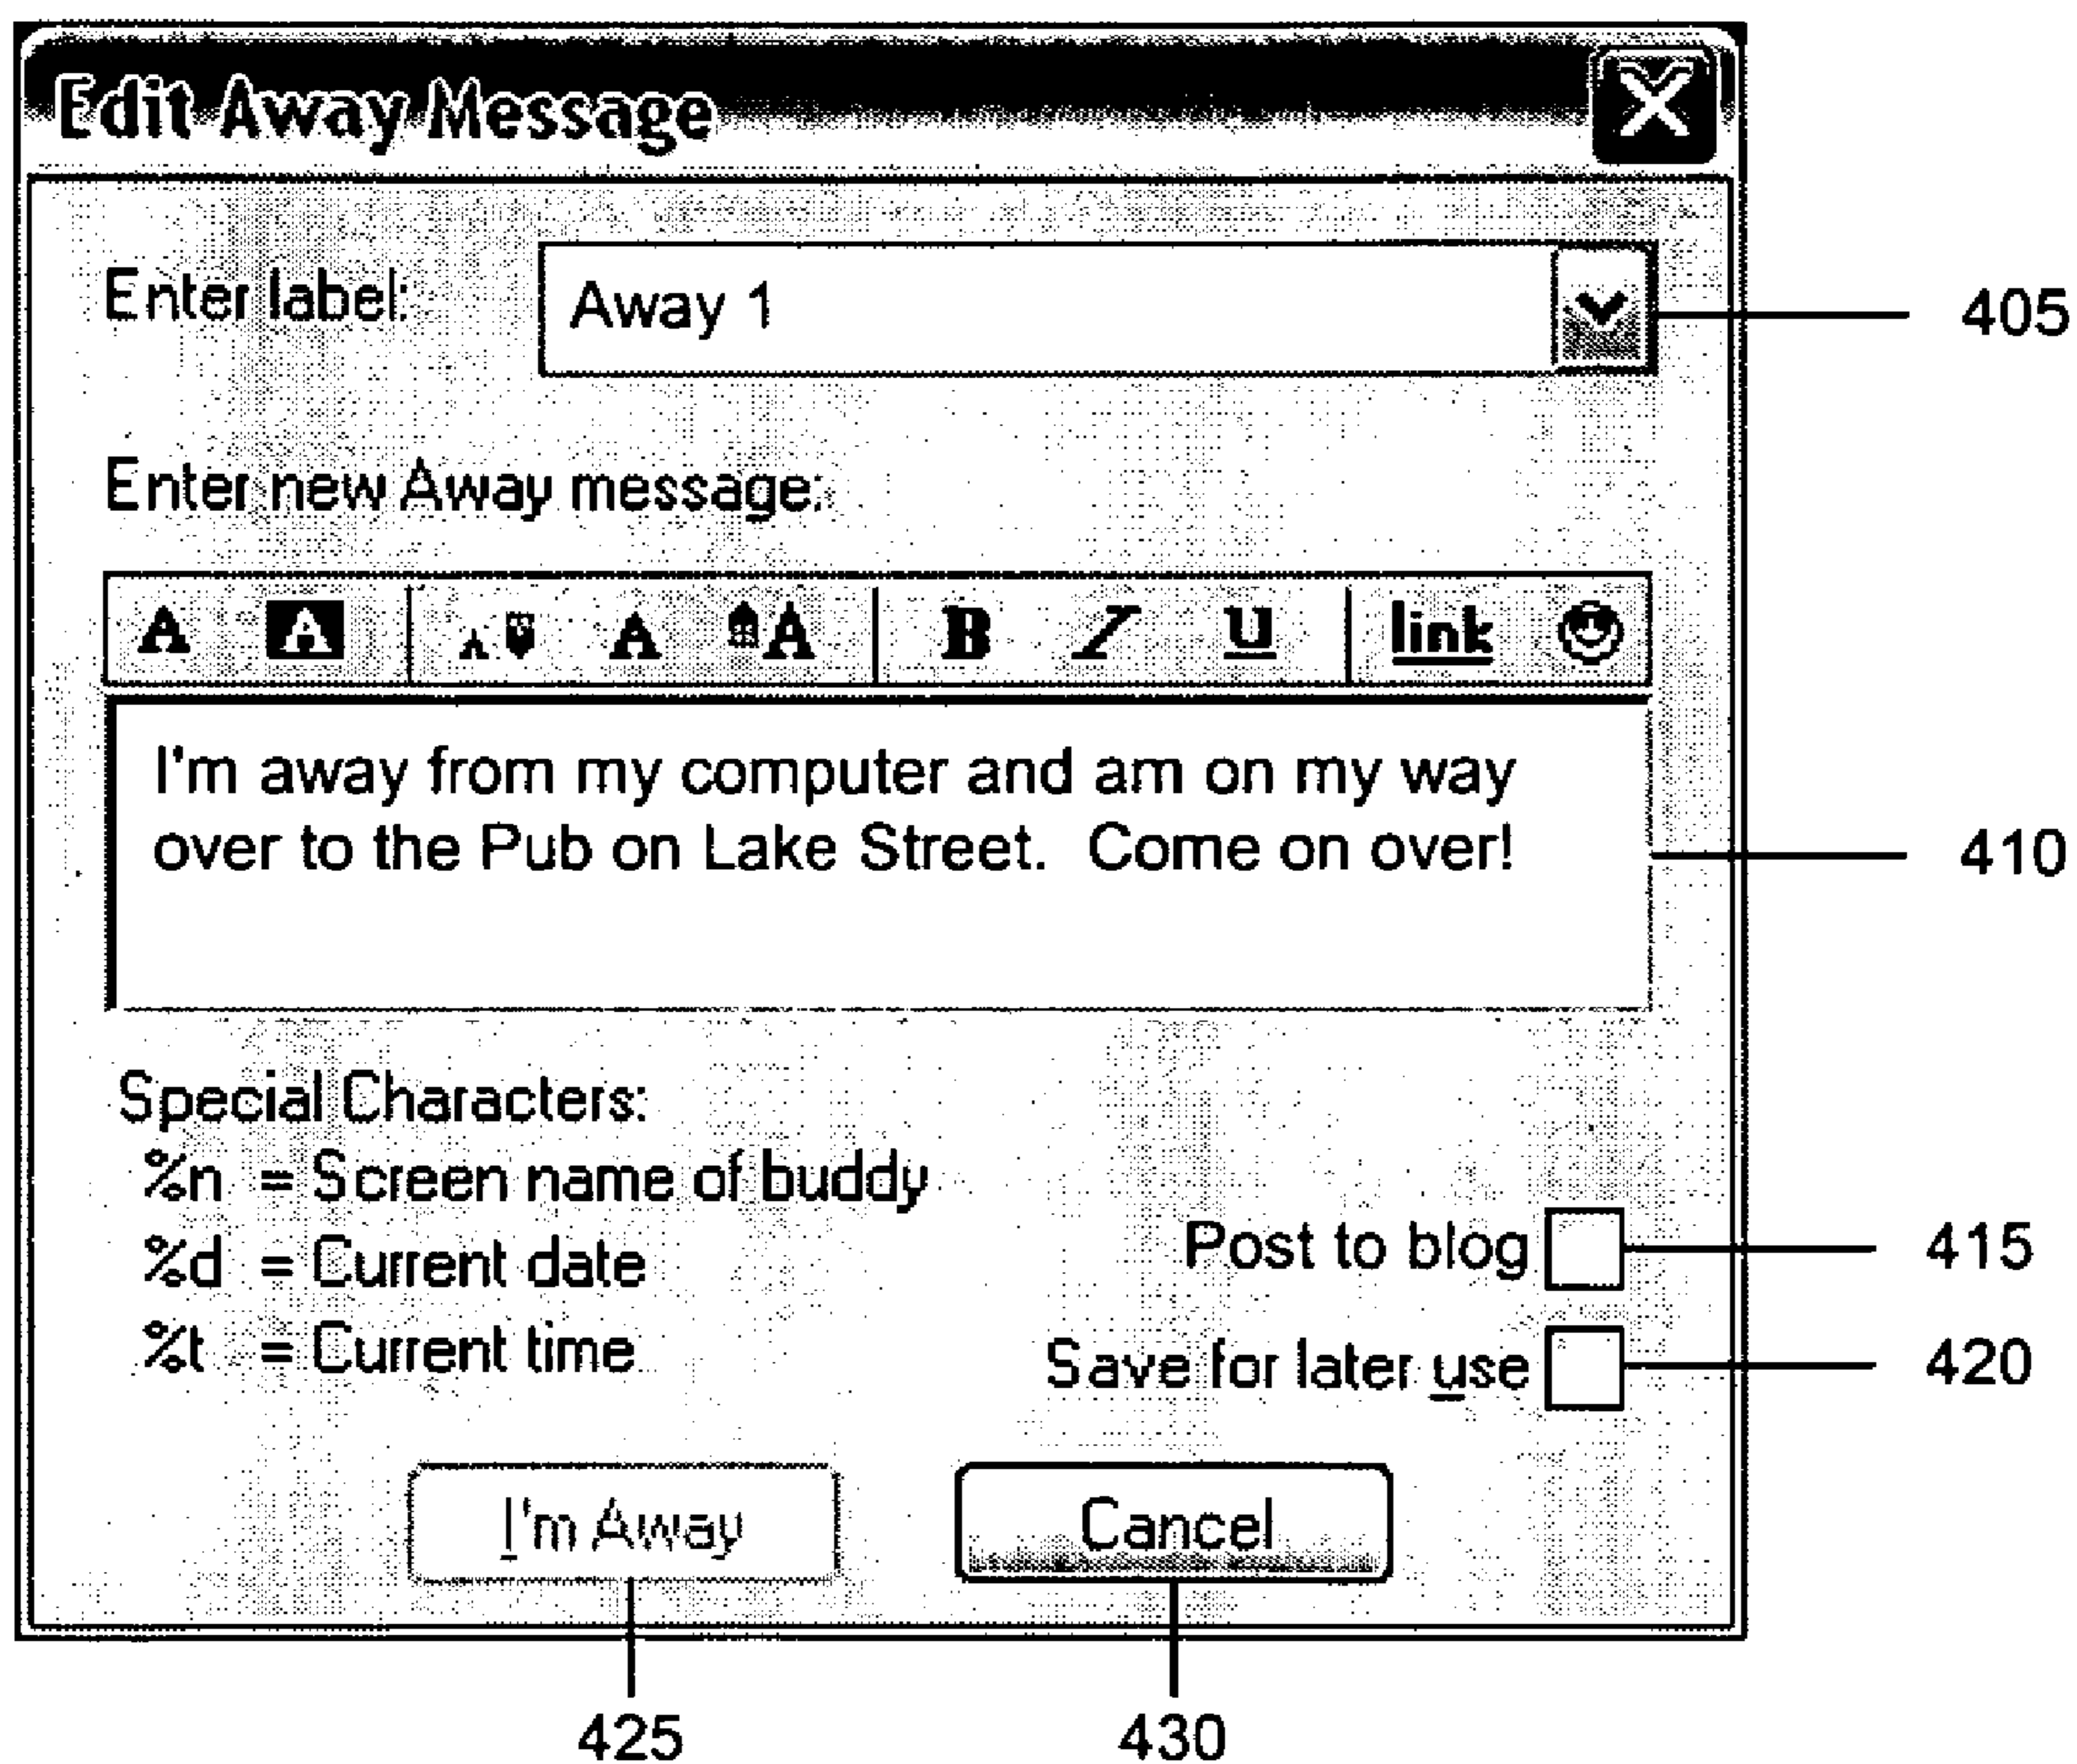 Edit Away Message X
Enter label: Away 1 405
Enter new Away message:
A A A A A B I U link
I'm away from my computer and am on my way
over to the Pub on Lake Street.  Come on over! 410
Special Characters:
%n = Screen name of buddy
%d = Current date
%t = Current time
Post to blog 415
Save for later use 420
I'm Away Cancel
425 430